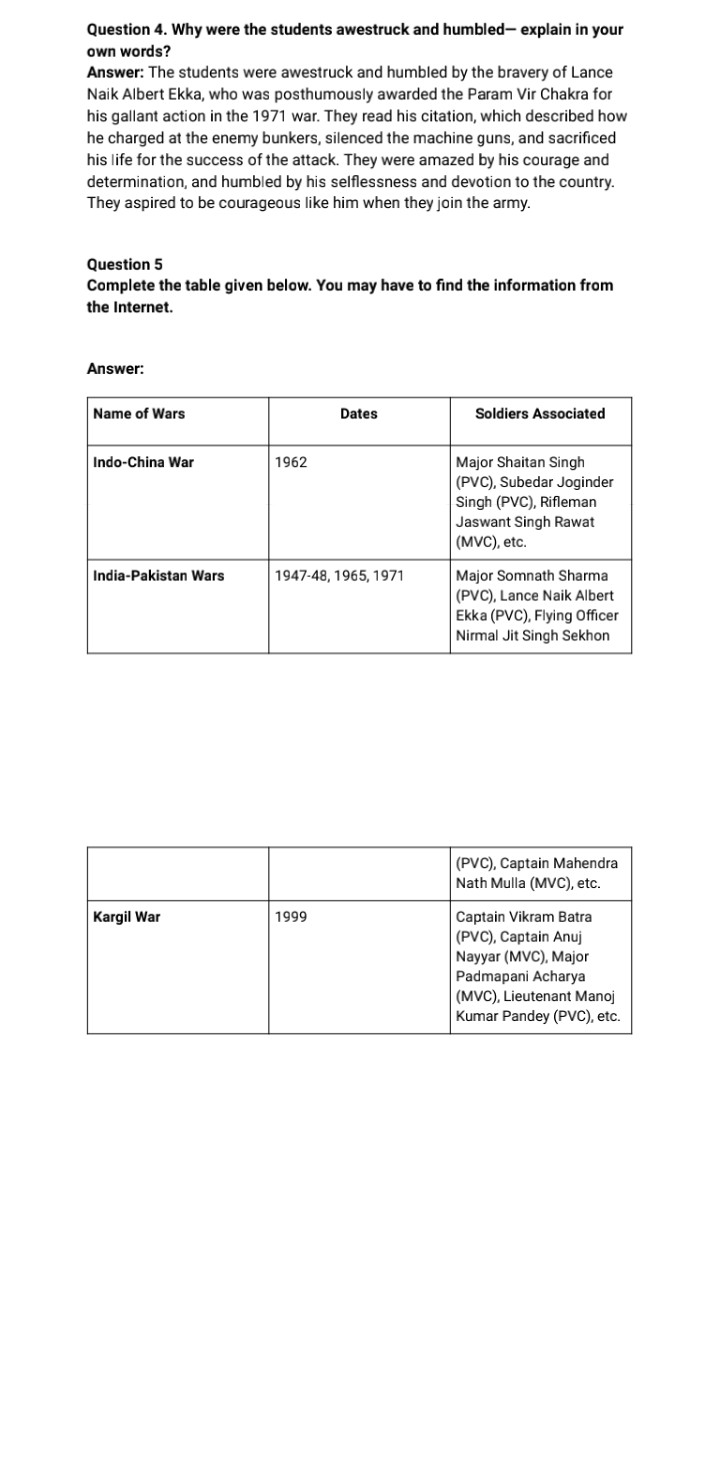 Question 4. Why were the students awestruck and humbled— explain in your
own words?
Answer: The students were awestruck and humbled by the bravery of Lance
Naik Albert Ekka, who was posthumously awarded the Param Vir Chakra for
his gallant action in the 1971 war. They read his citation, which described how
he charged at the enemy bunkers, silenced the machine guns, and sacrificed
his life for the success of the attack. They were amazed by his courage and
determination, and humbled by his selflessness and devotion to the country.
They aspired to be courageous like him when they join the army.
Question 5
Complete the table given below. You may have to find the information from
the Internet.
Answer:
Name of Wars Dates Soldiers Associated
Indo-China War 1962 Major Shaitan Singh
(PVC), Subedar Joginder
Singh (PVC), Rifleman
Jaswant Singh Rawat
(MVC), etc.
India-Pakistan Wars 1947-48, 1965, 1971 Major Somnath Sharma
(PVC), Lance Naik Albert
Ekka (PVC), Flying Officer
Nirmal Jit Singh Sekhon
(PVC), Captain Mahendra
Nath Mulla (MVC), etc.
Kargil War 1999 Captain Vikram Batra
(PVC), Captain Anuj
Nayyar (MVC), Major
Padmapani Acharya
(MVC), Lieutenant Manoj
Kumar Pandey (PVC), etc.